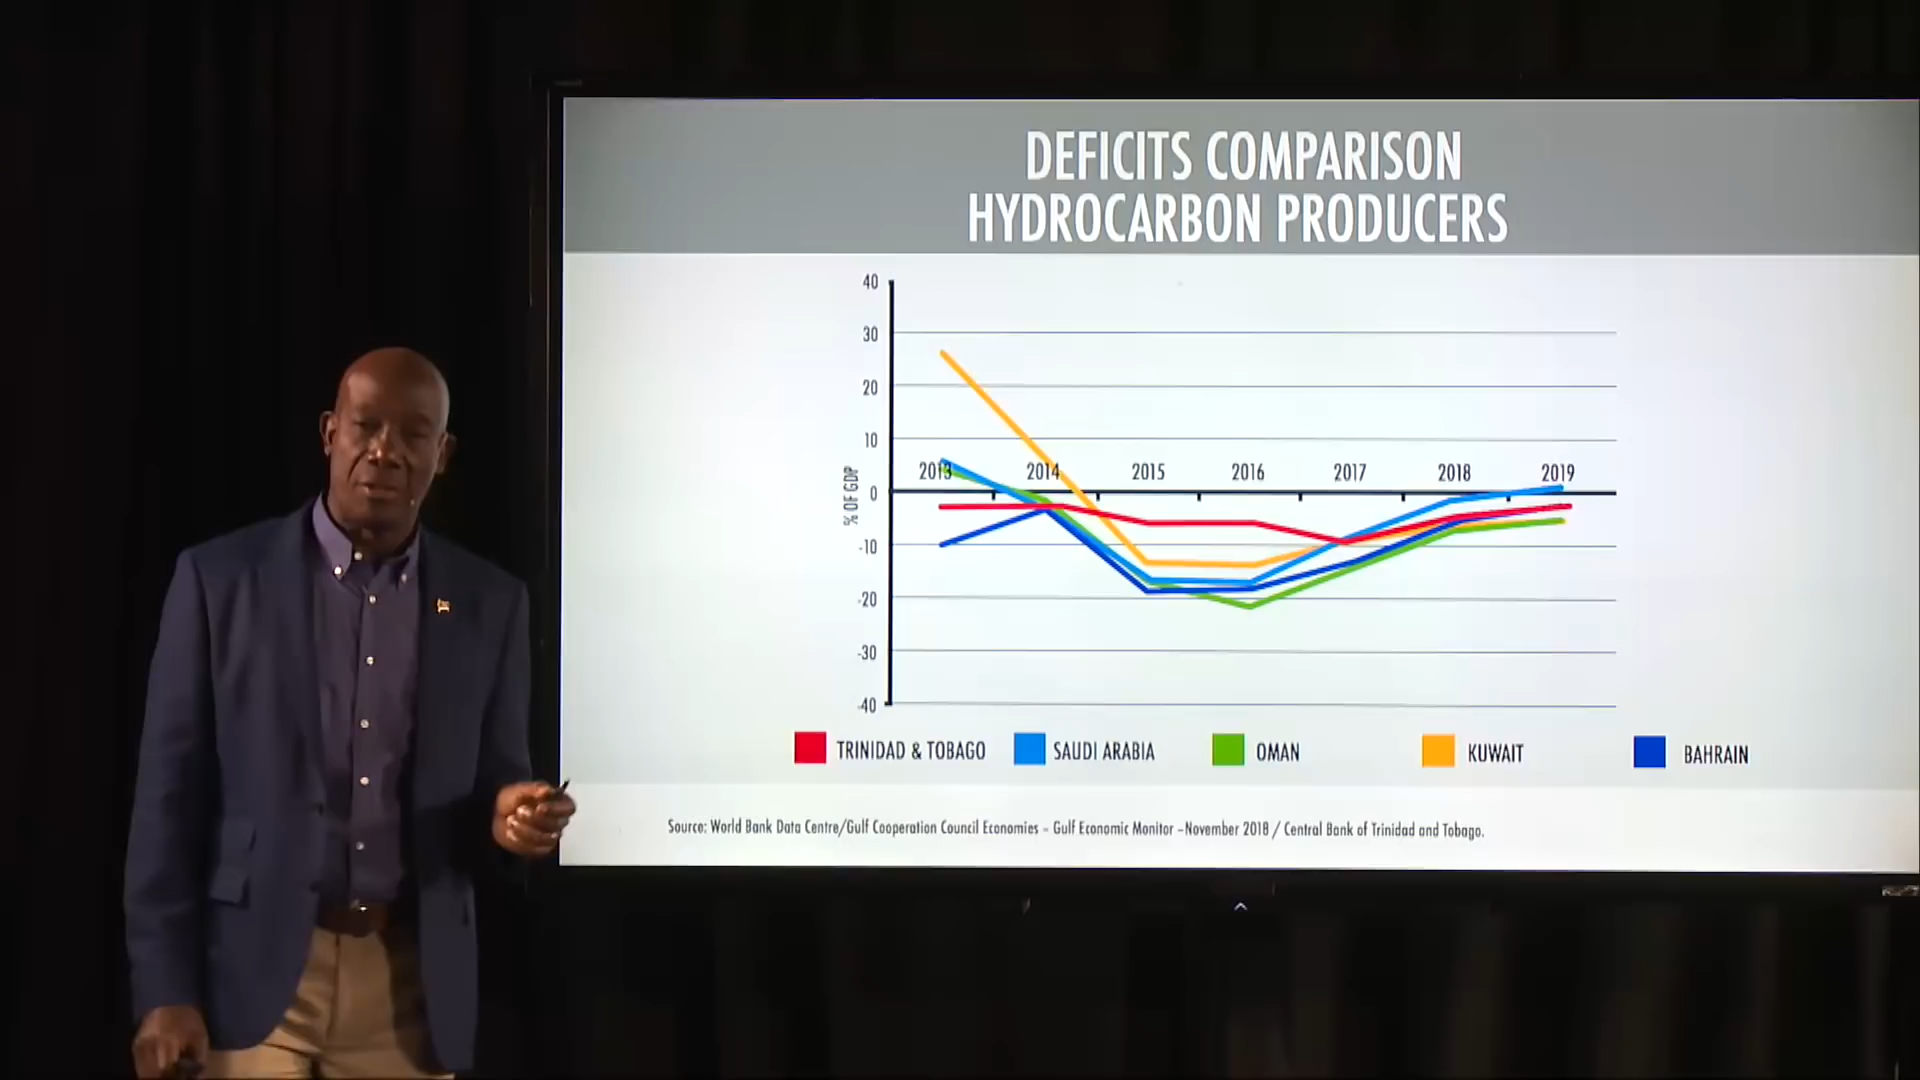 DEFICITS COMPARISON
HYDROCARBON PRODUCERS
40
30
20
10
0
-10
-20
-30
-40
% OF GDP
2013 2014 2015 2016 2017 2018 2019
TRINIDAD & TOBAGO SAUDI ARABIA OMAN KUWAIT BAHRAIN
Source: World Bank Data Centre/Gulf Cooperation Council Economies – Gulf Economic Monitor –November 2018 / Central Bank of Trinidad and Tobago.